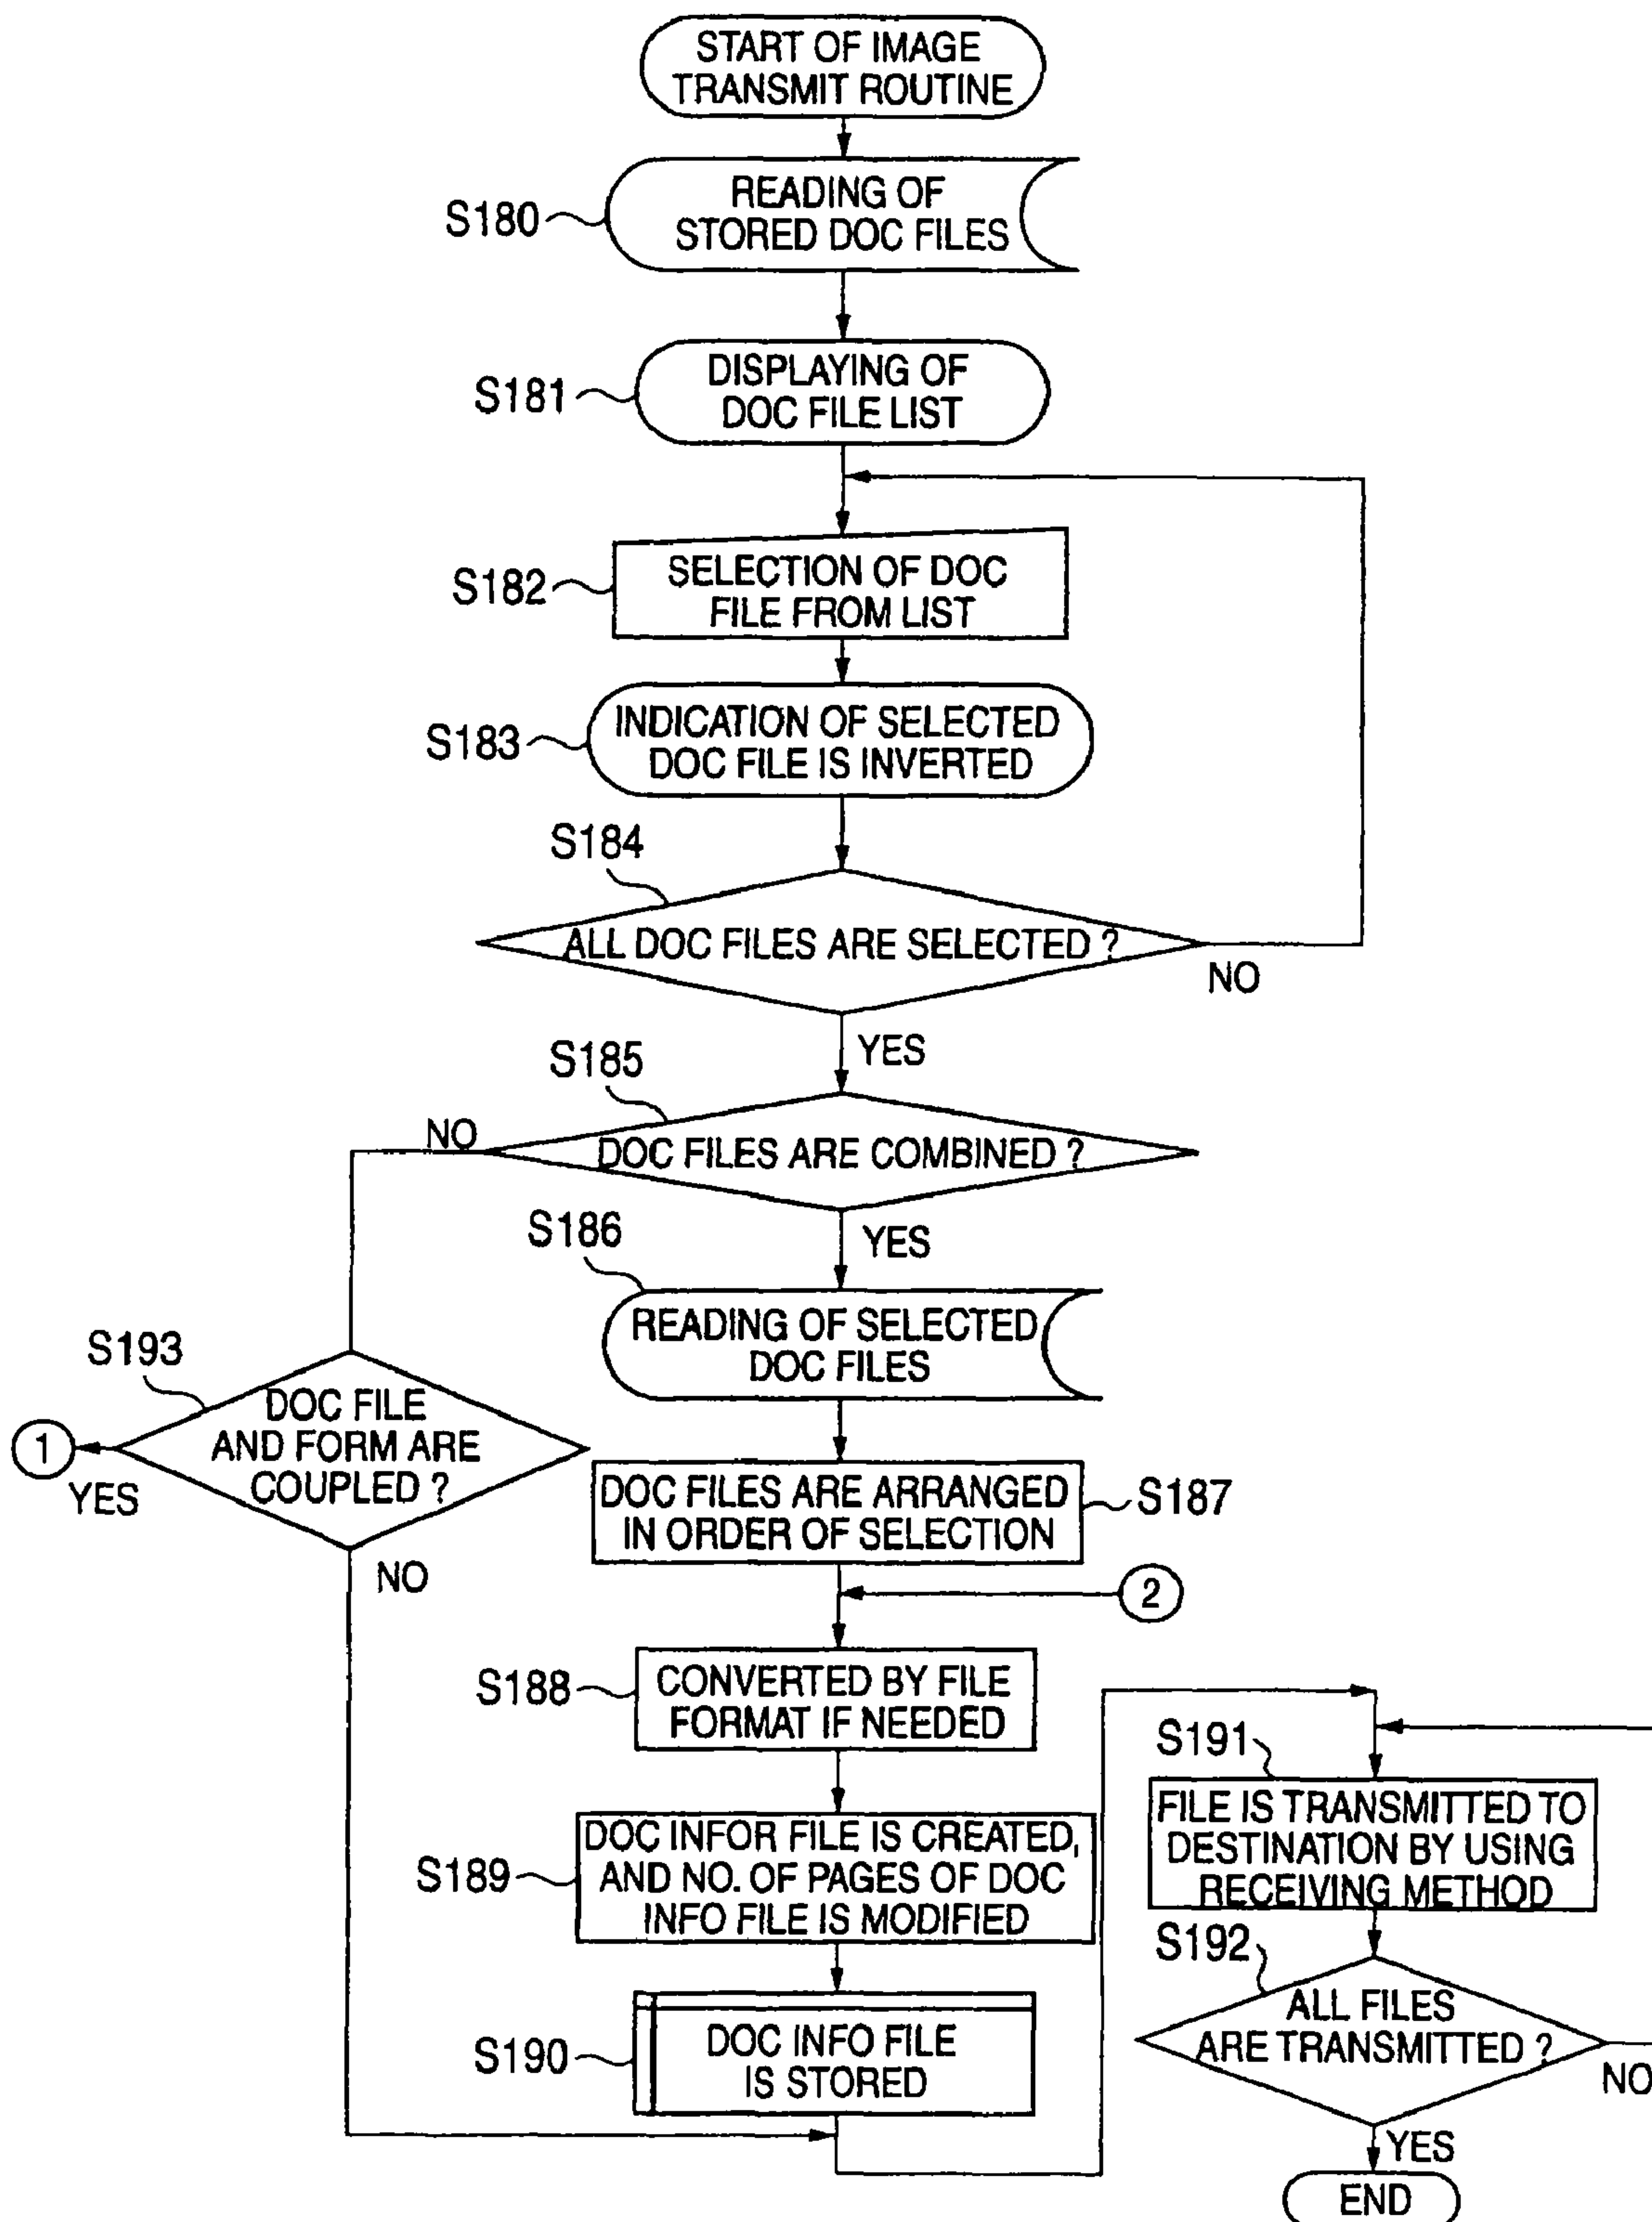 START OF IMAGE
TRANSMIT ROUTINE
S180
READING OF
STORED DOC FILES
S181
DISPLAYING OF
DOC FILE LIST
S182
SELECTION OF DOC
FILE FROM LIST
S183
INDICATION OF SELECTED
DOC FILE IS INVERTED
S184
ALL DOC FILES ARE SELECTED ?
NO
YES
S185
NO
DOC FILES ARE COMBINED ?
YES
S186
READING OF SELECTED
DOC FILES
S193
DOC FILE
AND FORM ARE
COUPLED ?
1
YES
NO
DOC FILES ARE ARRANGED
IN ORDER OF SELECTION
S187
2
S188
CONVERTED BY FILE
FORMAT IF NEEDED
S189
DOC INFOR FILE IS CREATED,
AND NO. OF PAGES OF DOC
INFO FILE IS MODIFIED
S190
DOC INFO FILE
IS STORED
S191
FILE IS TRANSMITTED TO
DESTINATION BY USING
RECEIVING METHOD
S192
ALL FILES
ARE TRANSMITTED ?
NO
YES
END